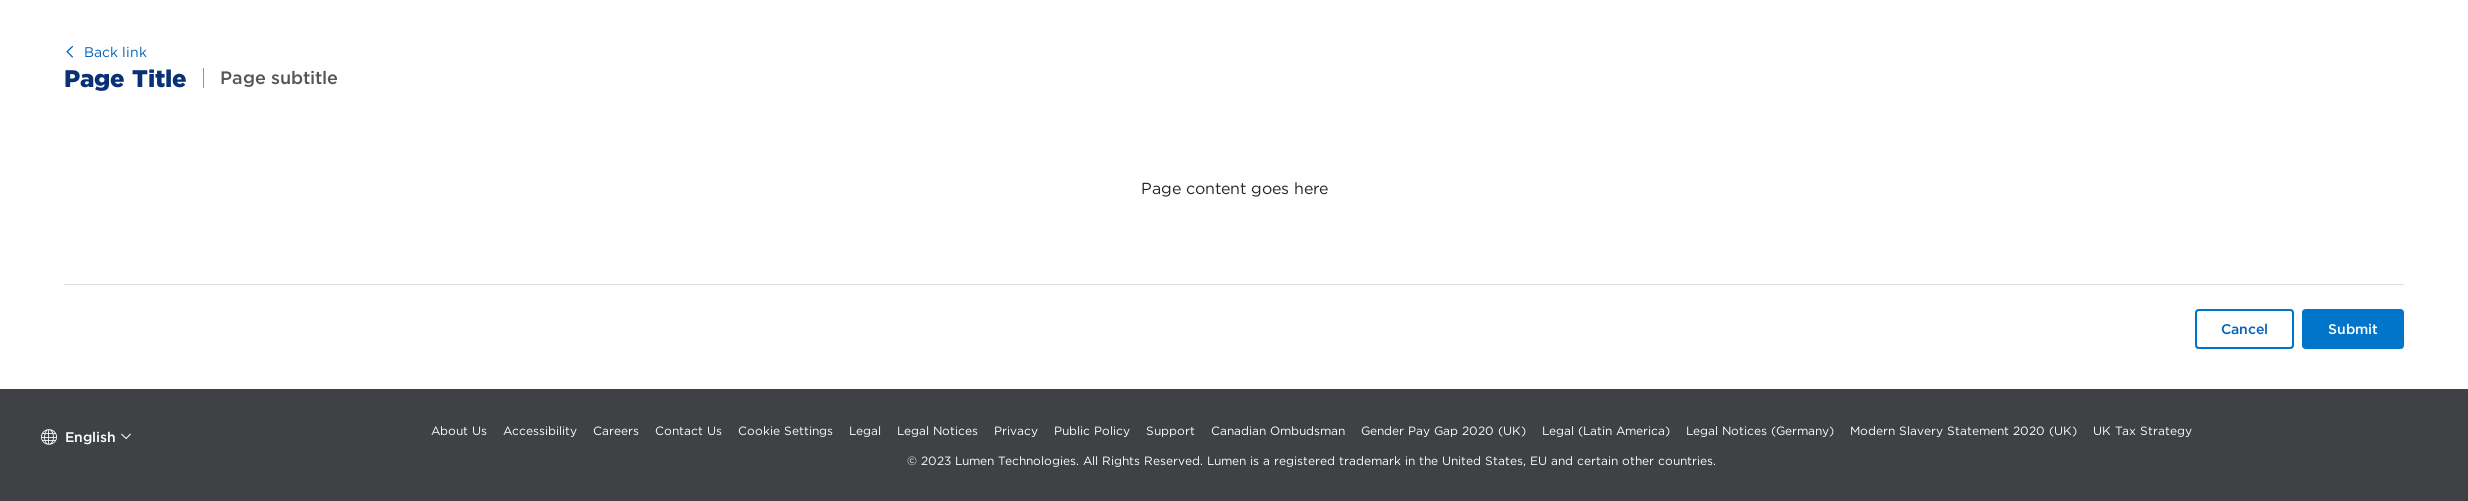 Back link
Page Title Page subtitle
Page content goes here
Cancel Submit
English About Us Accessibility Careers Contact Us Cookie Settings Legal Legal Notices Privacy Public Policy Support Canadian Ombudsman Gender Pay Gap 2020 (UK) Legal (Latin America) Legal Notices (Germany) Modern Slavery Statement 2020 (UK) UK Tax Strategy
© 2023 Lumen Technologies. All Rights Reserved. Lumen is a registered trademark in the United States, EU and certain other countries.